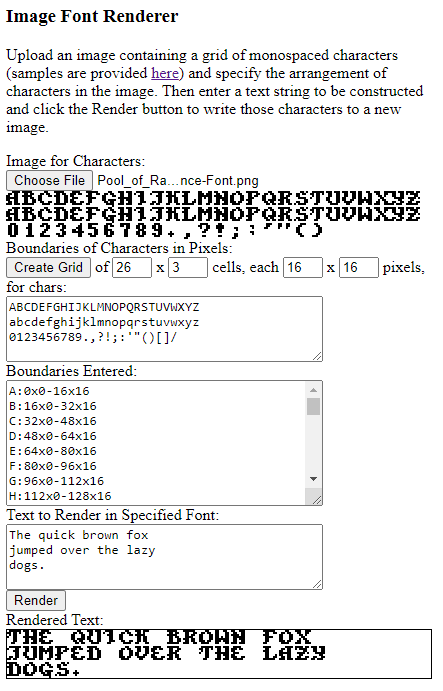 Image Font Renderer
Upload an image containing a grid of monospaced characters
(samples are provided here) and specify the arrangement of
characters in the image. Then enter a text string to be constructed
and click the Render button to write those characters to a new
image.
Image for Characters:
Choose File Pool_of_Ra...nce-Font.png
ABCDEFGHIJKLMNOPQRSTUVWXYZ
ABCDEFGHIJKLMNOPQRSTUVWXYZ
0123456789.,?!;:'"()
Boundaries of Characters in Pixels:
Create Grid of 26 x 3 cells, each 16 x 16 pixels,
for chars:
ABCDEFGHIJKLMNOPQRSTUVWXYZ
abcdefghijklmnopqrstuvwxyz
0123456789.,?!;:'"()[]/
Boundaries Entered:
A:0x0-16x16
B:16x0-32x16
C:32x0-48x16
D:48x0-64x16
E:64x0-80x16
F:80x0-96x16
G:96x0-112x16
H:112x0-128x16
Text to Render in Specified Font:
The quick brown fox
jumped over the lazy
dogs.
Render
Rendered Text:
THE QUICK BROWN FOX
JUMPED OVER THE LAZY
DOGS.